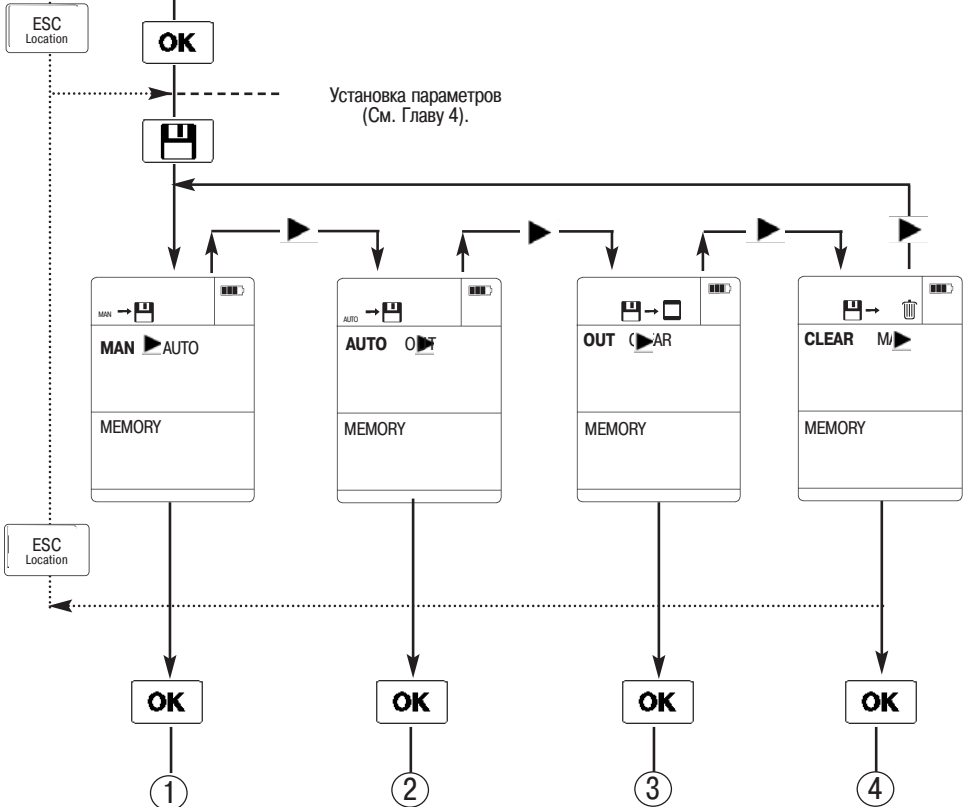 ESC
Location
OK
Установка параметров
(См. Главу 4).
MAN
MAN AUTO
MEMORY
AUTO
AUTO
MEMORY
OUT
MEMORY
CLEAR
MEMORY
ESC
Location
OK
OK
OK
OK
1
2
3
4